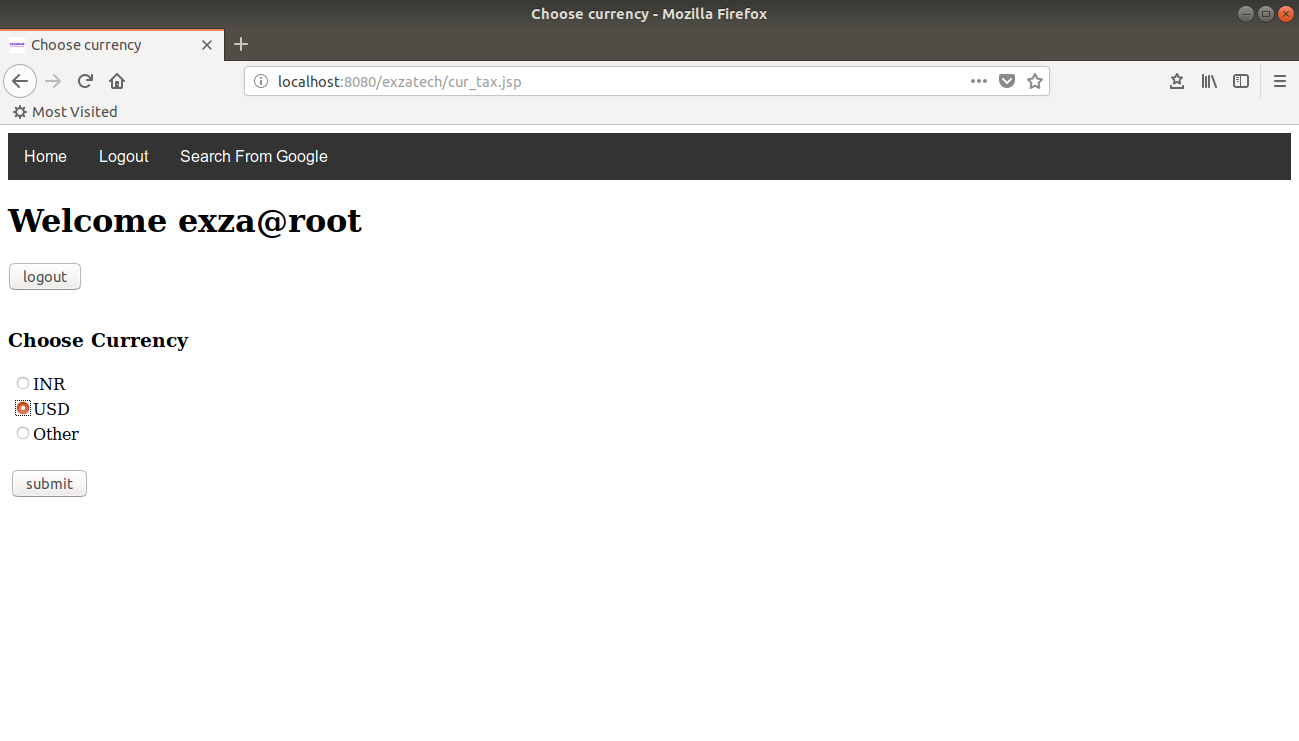 Choose currency - Mozilla Firefox
Choose currency
localhost:8080/exzatech/cur_tax.jsp
Most Visited
Home Logout Search From Google
Welcome exza@root
logout
Choose Currency
INR
USD
Other
submit